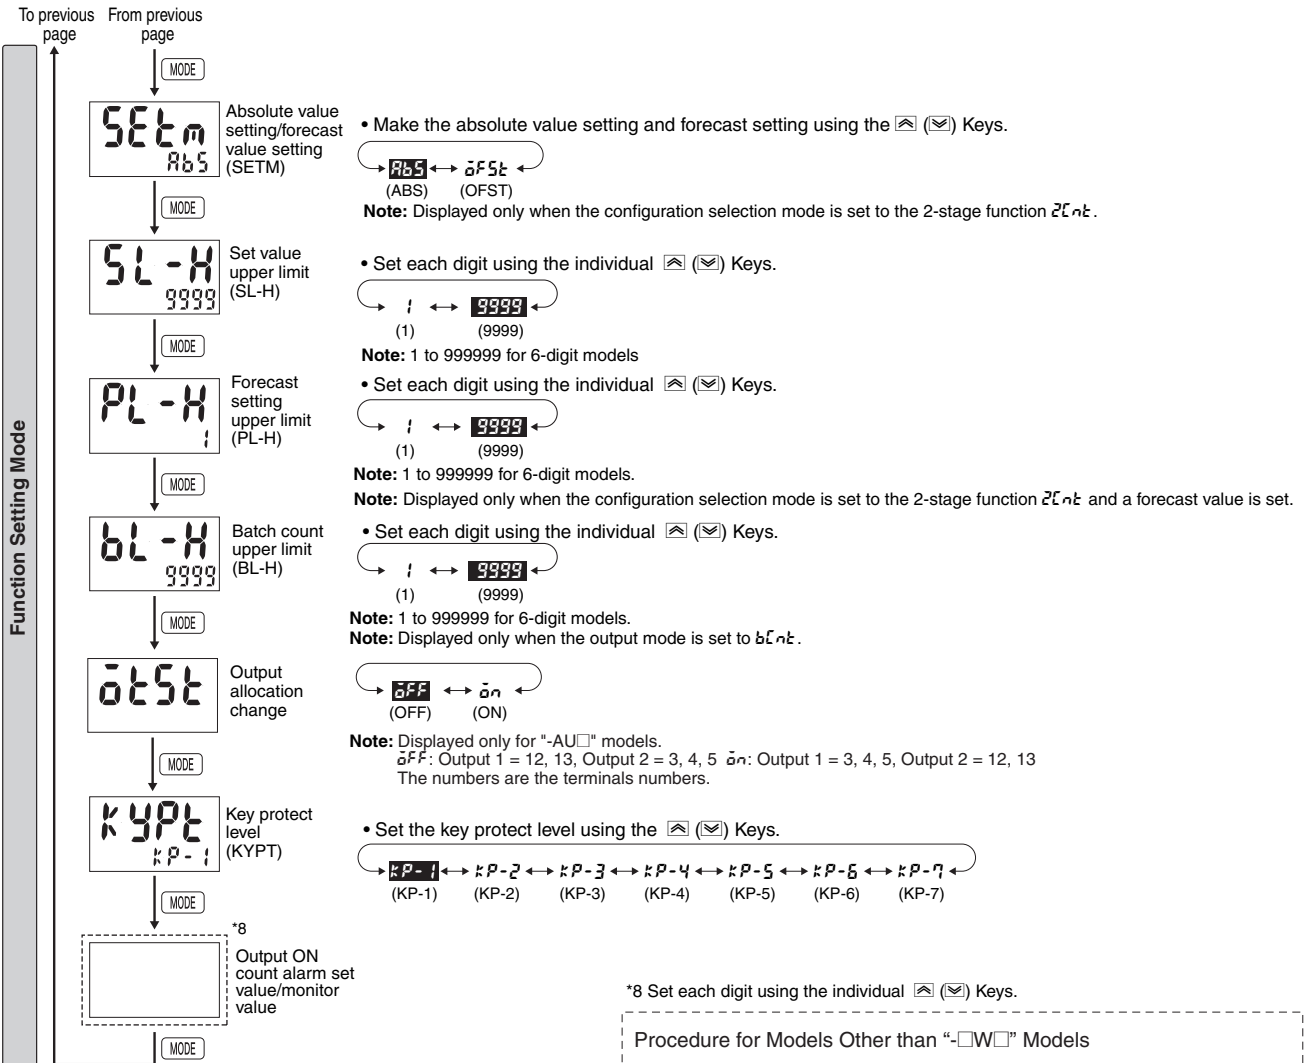 To previous page
From previous page
Function Setting Mode
MODE
SEtm
AbS
Absolute value
setting/forecast
value setting
(SETM)
• Make the absolute value setting and forecast setting using the Keys.
AbS ōFSt
(ABS) (OFST)
Note: Displayed only when the configuration selection mode is set to the 2-stage function 2Cnt.
MODE
SL-H
9999
Set value
upper limit
(SL-H)
• Set each digit using the individual ( ) Keys.
1 9999
(1) (9999)
Note: 1 to 999999 for 6-digit models
MODE
PL-H
1
Forecast
setting
upper limit
(PL-H)
• Set each digit using the individual ( ) Keys.
1 9999
(1) (9999)
Note: 1 to 999999 for 6-digit models.
Note: Displayed only when the configuration selection mode is set to the 2-stage function 2Cnt and a forecast value is set.
MODE
bL-H
9999
Batch count
upper limit
(BL-H)
• Set each digit using the individual ( ) Keys.
1 9999
(1) (9999)
Note: 1 to 999999 for 6-digit models.
Note: Displayed only when the output mode is set to bCnt.
MODE
ōtSt
Output
allocation
change
ōFF ōn
(OFF) (ON)
Note: Displayed only for "-AU□" models.
ōFF: Output 1 = 12, 13, Output 2 = 3, 4, 5 ōn: Output 1 = 3, 4, 5, Output 2 = 12, 13
The numbers are the terminals numbers.
MODE
KYPt
KP-1
Key protect
level
(KYPT)
• Set the key protect level using the ( ) Keys.
KP-1 KP-2 KP-3 KP-4 KP-5 KP-6 KP-7
(KP-1) (KP-2) (KP-3) (KP-4) (KP-5) (KP-6) (KP-7)
MODE
*8
Output ON
count alarm set
value/monitor
value
*8 Set each digit using the individual ( ) Keys.
Procedure for Models Other than “-□W□” Models
MODE